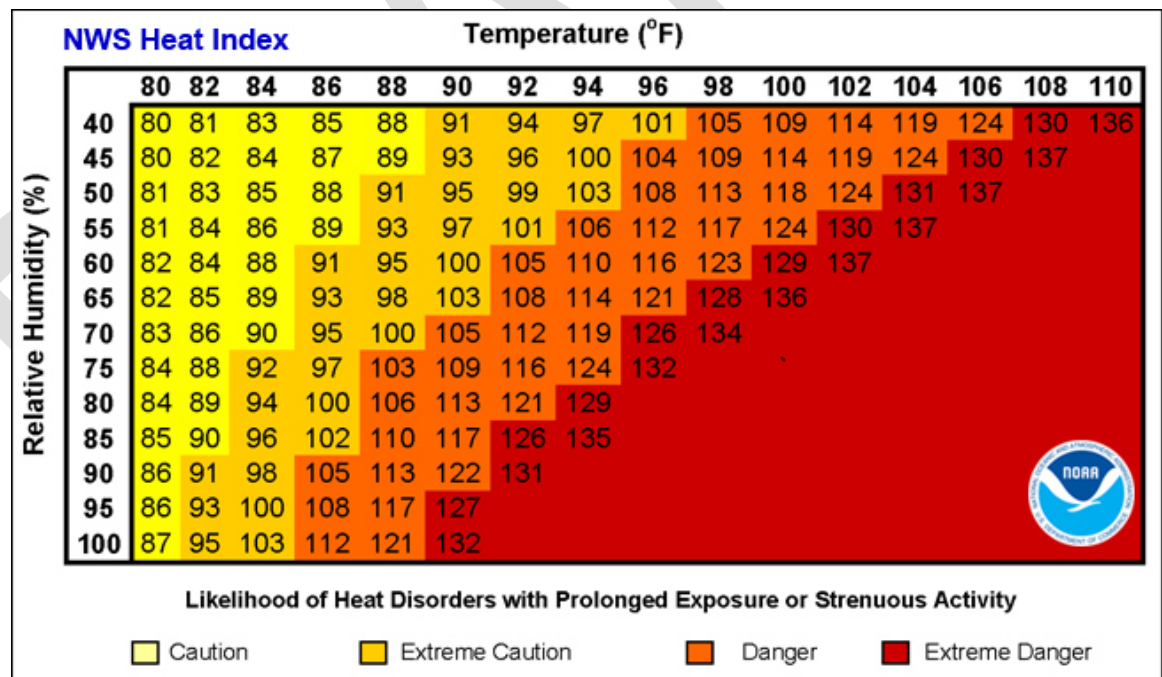 NWS Heat Index
Temperature (°F)
80 82 84 86 88 90 92 94 96 98 100 102 104 106 108 110
Relative Humidity (%)
40 80 81 83 85 88 91 94 97 101 105 109 114 119 124 130 136
45 80 82 84 87 89 93 96 100 104 109 114 119 124 130 137
50 81 83 85 88 91 95 99 103 108 113 118 124 131 137
55 81 84 86 89 93 97 101 106 112 117 124 130 137
60 82 84 88 91 95 100 105 110 116 123 129 137
65 82 85 89 93 98 103 108 114 121 128 136
70 83 86 90 95 100 105 112 119 126 134
75 84 88 92 97 103 109 116 124 132
80 84 89 94 100 106 113 121 129
85 85 90 96 102 110 117 126 135
90 86 91 98 105 113 122 131
95 86 93 100 108 117 127
100 87 95 103 112 121 132
NOAA
NATIONAL OCEANIC AND ATMOSPHERIC ADMINISTRATION
U.S. DEPARTMENT OF COMMERCE
Likelihood of Heat Disorders with Prolonged Exposure or Strenuous Activity
Caution
Extreme Caution
Danger
Extreme Danger